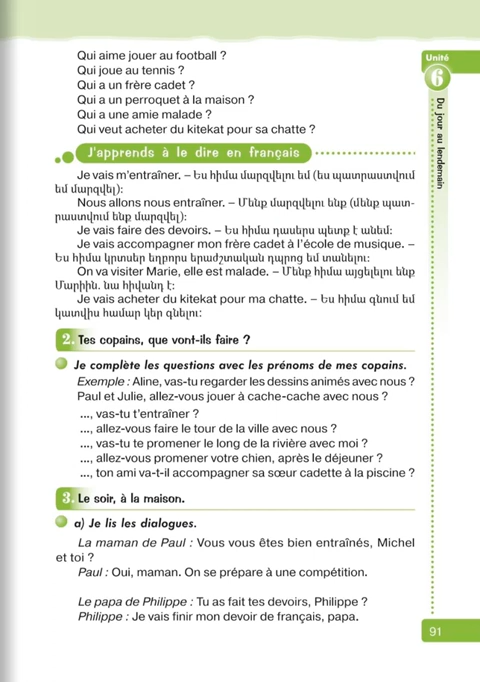 Qui aime jouer au football ?
Qui joue au tennis ?
Qui a un frère cadet ?
Qui a un perroquet à la maison ?
Qui a une amie malade ?
Qui veut acheter du kitekat pour sa chatte ?
J'apprends à le dire en français
Je vais m'entraîner. – Ես հիմա մարզվելու եմ (ես պատրաստվում
եմ մարզվել):
Nous allons nous entraîner. – Մենք մարզվելու ենք (մենք պատ-
րաստվում ենք մարզվել):
Je vais faire des devoirs. – Ես հիմա դասերս պետք է անեմ:
Je vais accompagner mon frère cadet à l'école de musique. –
Ես հիմա կրտսեր եղբորս երաժշտական դպրոց եմ տանելու:
On va visiter Marie, elle est malade. – Մենք հիմա այցելելու ենք
Մարիին. նա հիվանդ է:
Je vais acheter du kitekat pour ma chatte. – Ես հիմա գնում եմ
կատվիս համար կեր գնելու:
2. Tes copains, que vont-ils faire ?
Je complète les questions avec les prénoms de mes copains.
Exemple : Aline, vas-tu regarder les dessins animés avec nous ?
Paul et Julie, allez-vous jouer à cache-cache avec nous ?
..., vas-tu t'entraîner ?
..., allez-vous faire le tour de la ville avec nous ?
..., vas-tu te promener le long de la rivière avec moi ?
..., allez-vous promener votre chien, après le déjeuner ?
..., ton ami va-t-il accompagner sa sœur cadette à la piscine ?
3. Le soir, à la maison.
a) Je lis les dialogues.
La maman de Paul : Vous vous êtes bien entraînés, Michel
et toi ?
Paul : Oui, maman. On se prépare à une compétition.
Le papa de Philippe : Tu as fait tes devoirs, Philippe ?
Philippe : Je vais finir mon devoir de français, papa.
Unité
6
Du jour au lendemain
91